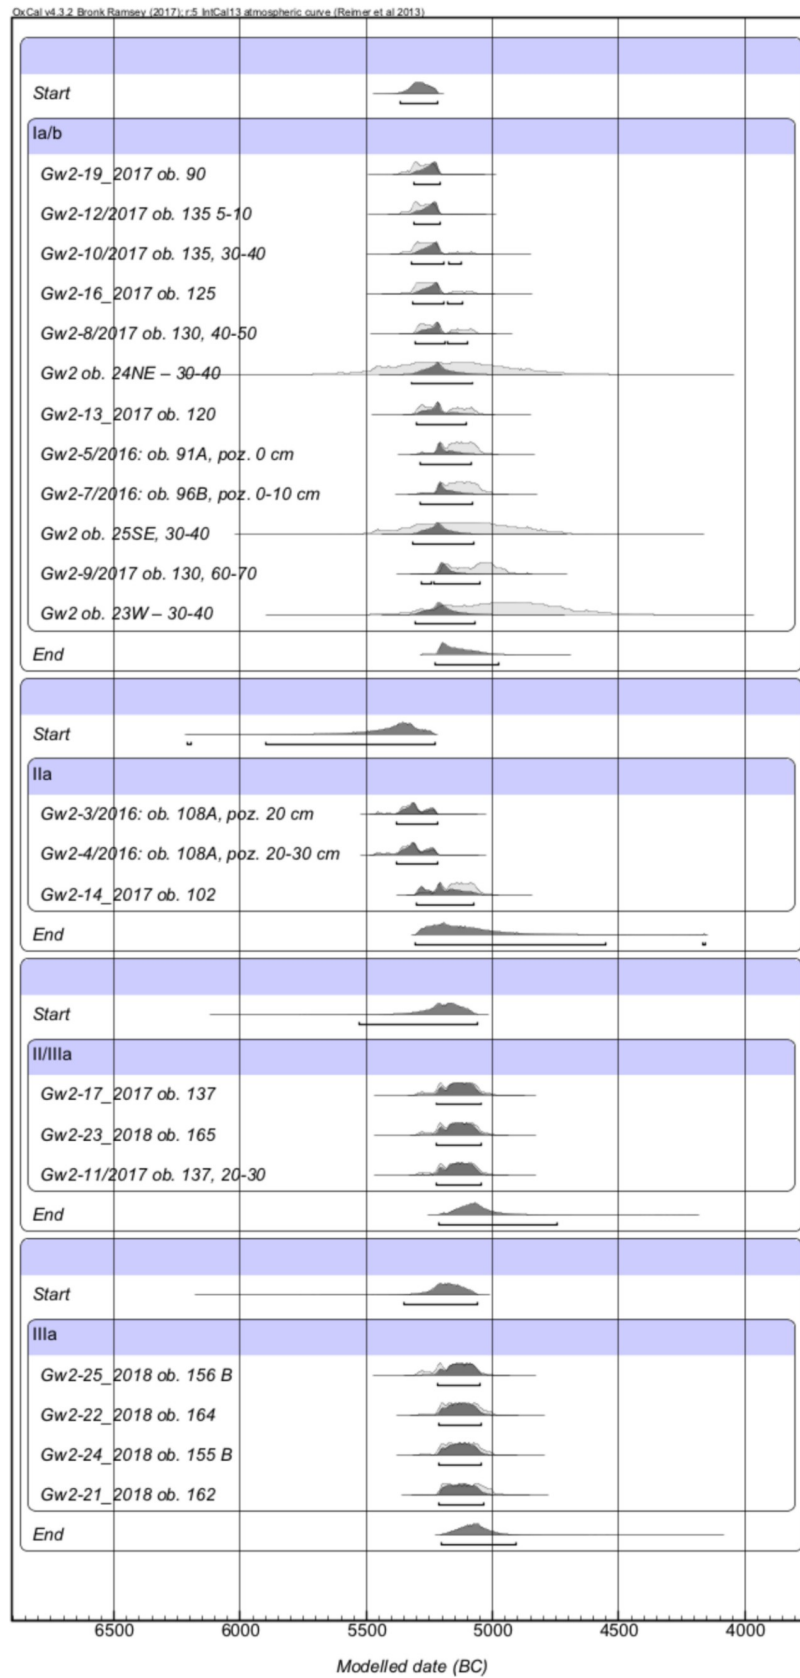 OxCal v4.3.2 Bronk Ramsey (2017); r:5 IntCal13 atmospheric curve (Reimer et al 2013)
Start
Ia/b
Gw2-19_2017 ob. 90
Gw2-12/2017 ob. 135 5-10
Gw2-10/2017 ob. 135, 30-40
Gw2-16_2017 ob. 125
Gw2-8/2017 ob. 130, 40-50
Gw2 ob. 24NE – 30-40
Gw2-13_2017 ob. 120
Gw2-5/2016: ob. 91A, poz. 0 cm
Gw2-7/2016: ob. 96B, poz. 0-10 cm
Gw2 ob. 25SE, 30-40
Gw2-9/2017 ob. 130, 60-70
Gw2 ob. 23W – 30-40
End
Start
IIa
Gw2-3/2016: ob. 108A, poz. 20 cm
Gw2-4/2016: ob. 108A, poz. 20-30 cm
Gw2-14_2017 ob. 102
End
Start
II/IIIa
Gw2-17_2017 ob. 137
Gw2-23_2018 ob. 165
Gw2-11/2017 ob. 137, 20-30
End
Start
IIIa
Gw2-25_2018 ob. 156 B
Gw2-22_2018 ob. 164
Gw2-24_2018 ob. 155 B
Gw2-21_2018 ob. 162
End
6500 6000 5500 5000 4500 4000
Modelled date (BC)